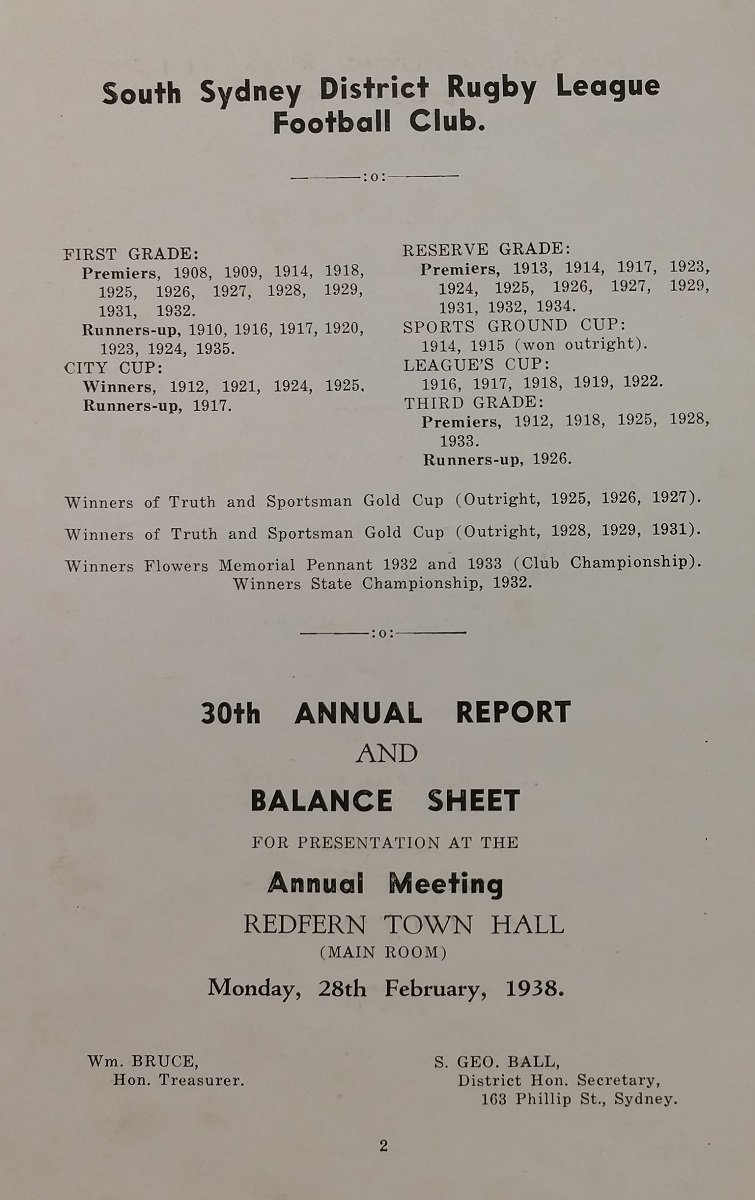 South Sydney District Rugby League
Football Club.
:o:
FIRST GRADE:
Premiers, 1908, 1909, 1914, 1918,
1925, 1926, 1927, 1928, 1929,
1931, 1932.
Runners-up, 1910, 1916, 1917, 1920,
1923, 1924, 1935.
CITY CUP:
Winners, 1912, 1921, 1924, 1925.
Runners-up, 1917.
RESERVE GRADE:
Premiers, 1913, 1914, 1917, 1923,
1924, 1925, 1926, 1927, 1929,
1931, 1932, 1934.
SPORTS GROUND CUP:
1914, 1915 (won outright).
LEAGUE'S CUP:
1916, 1917, 1918, 1919, 1922.
THIRD GRADE:
Premiers, 1912, 1918, 1925, 1928,
1933.
Runners-up, 1926.
Winners of Truth and Sportsman Gold Cup (Outright, 1925, 1926, 1927).
Winners of Truth and Sportsman Gold Cup (Outright, 1928, 1929, 1931).
Winners Flowers Memorial Pennant 1932 and 1933 (Club Championship).
Winners State Championship, 1932.
:o:
30th ANNUAL REPORT
AND
BALANCE SHEET
FOR PRESENTATION AT THE
Annual Meeting
REDFERN TOWN HALL
(MAIN ROOM)
Monday, 28th February, 1938.
Wm. BRUCE,
Hon. Treasurer.
S. GEO. BALL,
District Hon. Secretary,
163 Phillip St., Sydney.
2